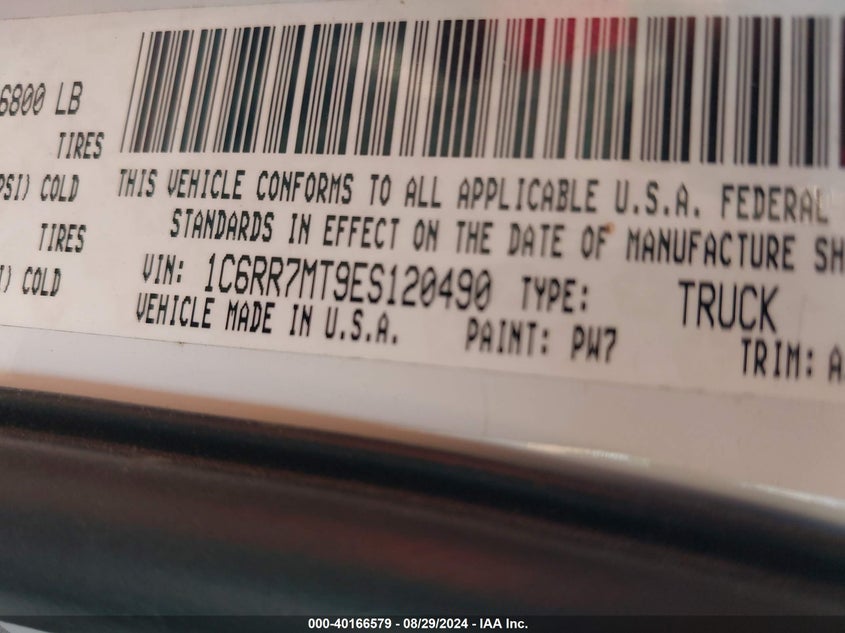 6800 LB
TIRES
PSI) COLD
TIRES
I) COLD
THIS VEHICLE CONFORMS TO ALL APPLICABLE U.S.A. FEDERAL
STANDARDS IN EFFECT ON THE DATE OF MANUFACTURE SH
VIN: 1C6RR7MT9ES120490 TYPE: TRUCK
VEHICLE MADE IN U.S.A. PAINT: PW7 TRIM: A
000-40166579 - 08/29/2024 - IAA Inc.